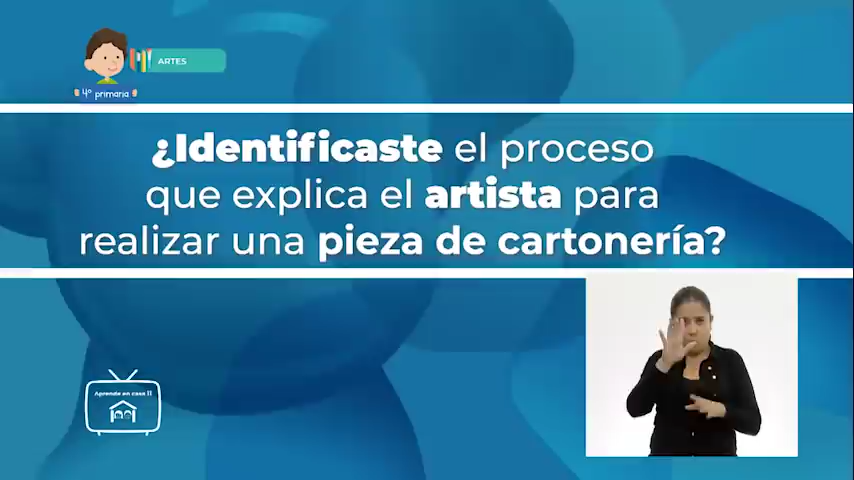 ARTES
4º primaria
¿Identificaste el proceso
que explica el artista para
realizar una pieza de cartonería?
Aprende en casa II